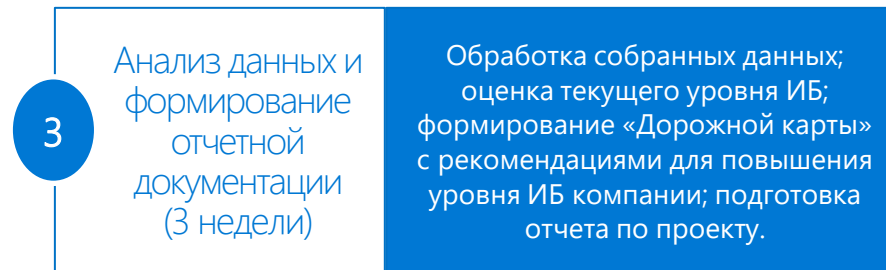 3
Анализ данных и
формирование
отчетной
документации
(3 недели)
Обработка собранных данных;
оценка текущего уровня ИБ;
формирование «Дорожной карты»
с рекомендациями для повышения
уровня ИБ компании; подготовка
отчета по проекту.